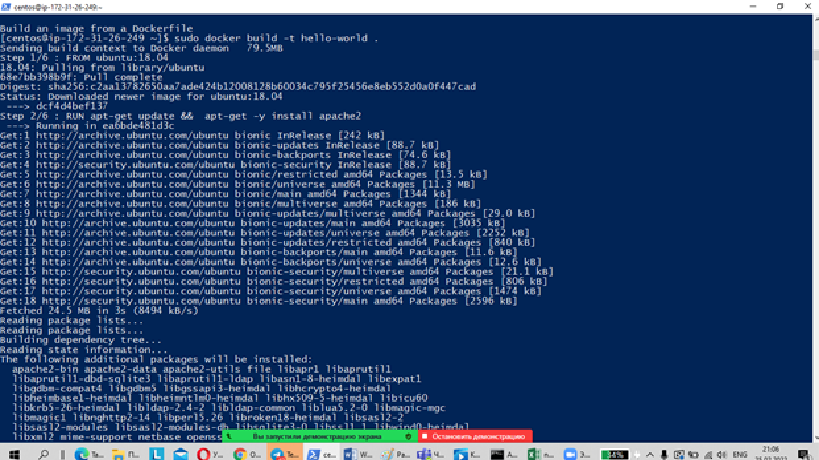 centos@ip-172-31-26-249:~
Build an image from a Dockerfile
[centos@ip-172-31-26-249 ~]$ sudo docker build -t hello-world .
Sending build context to Docker daemon 79.5MB
Step 1/6 : FROM ubuntu:18.04
18.04: Pulling from library/ubuntu
68e7bb398b9f: Pull complete
Digest: sha256:c2aa13782650aa7ade424b12008128b60034c795f25456e8eb552d0a0f447cad
Status: Downloaded newer image for ubuntu:18.04
---> dcf4d4bef137
Step 2/6 : RUN apt-get update && apt-get -y install apache2
---> Running in ea6bde481d3c
Get:1 http://archive.ubuntu.com/ubuntu bionic InRelease [242 kB]
Get:2 http://archive.ubuntu.com/ubuntu bionic-updates InRelease [88.7 kB]
Get:3 http://archive.ubuntu.com/ubuntu bionic-backports InRelease [74.6 kB]
Get:4 http://security.ubuntu.com/ubuntu bionic-security InRelease [88.7 kB]
Get:5 http://archive.ubuntu.com/ubuntu bionic/restricted amd64 Packages [13.5 kB]
Get:6 http://archive.ubuntu.com/ubuntu bionic/universe amd64 Packages [11.3 MB]
Get:7 http://archive.ubuntu.com/ubuntu bionic/main amd64 Packages [1344 kB]
Get:8 http://archive.ubuntu.com/ubuntu bionic/multiverse amd64 Packages [186 kB]
Get:9 http://archive.ubuntu.com/ubuntu bionic-updates/multiverse amd64 Packages [29.0 kB]
Get:10 http://archive.ubuntu.com/ubuntu bionic-updates/main amd64 Packages [3035 kB]
Get:11 http://archive.ubuntu.com/ubuntu bionic-updates/universe amd64 Packages [2252 kB]
Get:12 http://archive.ubuntu.com/ubuntu bionic-updates/restricted amd64 Packages [840 kB]
Get:13 http://archive.ubuntu.com/ubuntu bionic-backports/main amd64 Packages [11.6 kB]
Get:14 http://archive.ubuntu.com/ubuntu bionic-backports/universe amd64 Packages [12.6 kB]
Get:15 http://security.ubuntu.com/ubuntu bionic-security/multiverse amd64 Packages [21.1 kB]
Get:16 http://security.ubuntu.com/ubuntu bionic-security/restricted amd64 Packages [806 kB]
Get:17 http://security.ubuntu.com/ubuntu bionic-security/universe amd64 Packages [1474 kB]
Get:18 http://security.ubuntu.com/ubuntu bionic-security/main amd64 Packages [2596 kB]
Fetched 24.5 MB in 3s (8494 kB/s)
Reading package lists...
Reading package lists...
Building dependency tree...
Reading state information...
The following additional packages will be installed:
apache2-bin apache2-data apache2-utils file libapr1 libaprutil1
libaprutil1-dbd-sqlite3 libaprutil1-ldap libasn1-8-heimdal libexpat1
libgdbm-compat4 libgdbm5 libgssapi3-heimdal libhcrypto4-heimdal
libheimbase1-heimdal libheimntlm0-heimdal libhx509-5-heimdal libicu60
libkrb5-26-heimdal libldap-2.4-2 libldap-common liblua5.2-0 libmagic-mgc
libmagic1 libnghttp2-14 libperl5.26 libroken18-heimdal libsasl2-2
libsasl2-modules libsasl2-modules-db libsqlite3-0 libssl1.1 libwind0-heimdal
libxml2 mime-support netbase openss
Вы запустили демонстрацию экрана
Остановить демонстрацию
34%
ENG
21:06